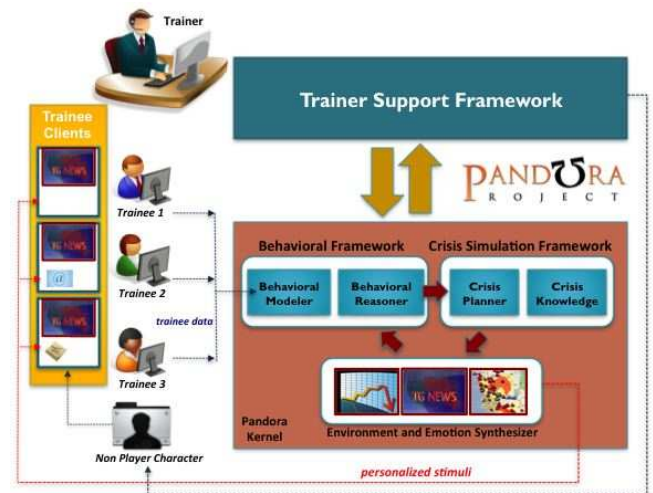 Trainer
Trainer Support Framework
Trainee
Clients
TG NEWS
Trainee 1
PANDORA
PROJECT
Behavioral Framework
Crisis Simulation Framework
TG NEWS
@
Trainee 2
Behavioral
Modeler
Behavioral
Reasoner
Crisis
Planner
Crisis
Knowledge
trainee data
TG NEWS
Trainee 3
TG NEWS
Pandora
Kernel
Environment and Emotion Synthesizer
Non Player Character
personalized stimuli